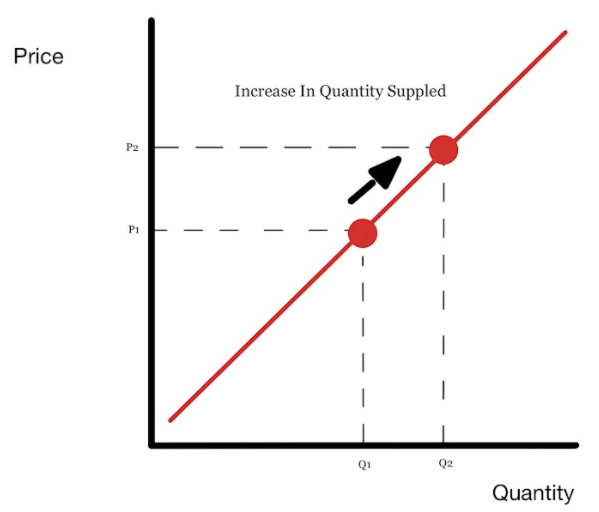 Price
Increase In Quantity Suppled
P2
P1
Q1
Q2
Quantity